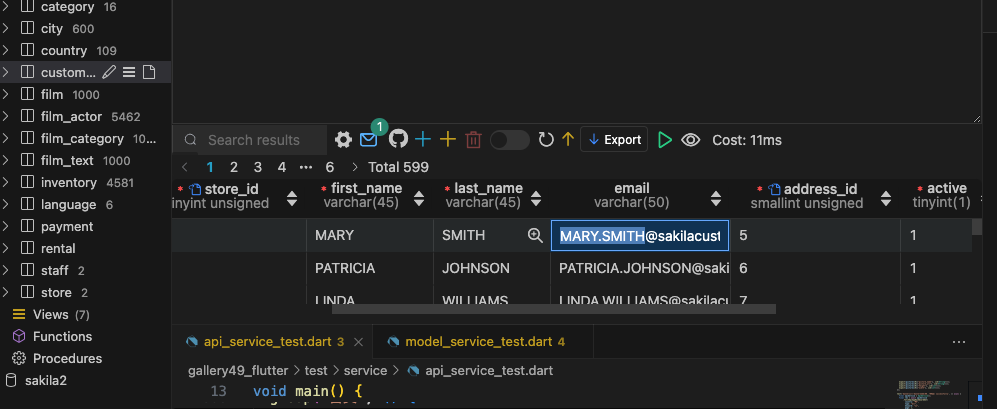 category 16
city 600
country 109
custom...
film 1000
film_actor 5462
film_category 10...
film_text 1000
inventory 4581
language 6
payment
rental
staff 2
store 2
Views (7)
Functions
Procedures
sakila2
Search results
1
Export
Cost: 11ms
1 2 3 4 ••• 6 Total 599
* store_id * first_name * last_name email * address_id * active
inyint unsigned varchar(45) varchar(45) varchar(50) smallint unsigned tinyint(1)
MARY SMITH MARY.SMITH@sakilacust 5 1
PATRICIA JOHNSON PATRICIA.JOHNSON@saki 6 1
LINDA WILLIAMS LINDA.WILLIAMS@sakilacu 7 1
api_service_test.dart 3 model_service_test.dart 4 ...
gallery49_flutter > test > service > api_service_test.dart
13 void main() {